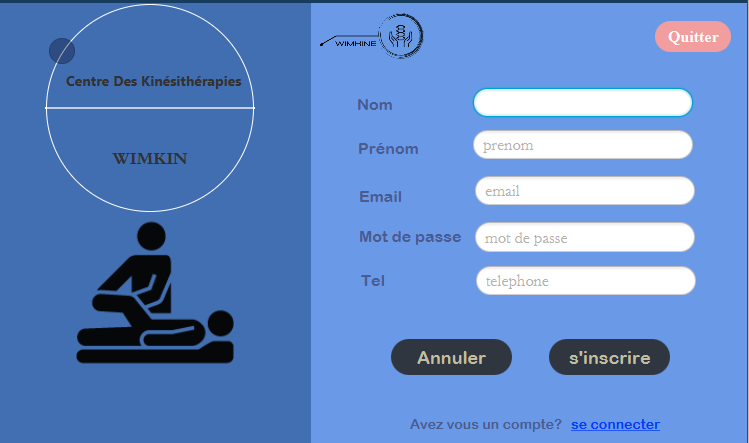 Centre Des Kinésithérapies
WIMKIN
WIMHINE
Quitter
Nom
Prénom
prenom
Email
email
Mot de passe
mot de passe
Tel
telephone
Annuler
s'inscrire
Avez vous un compte? se connecter